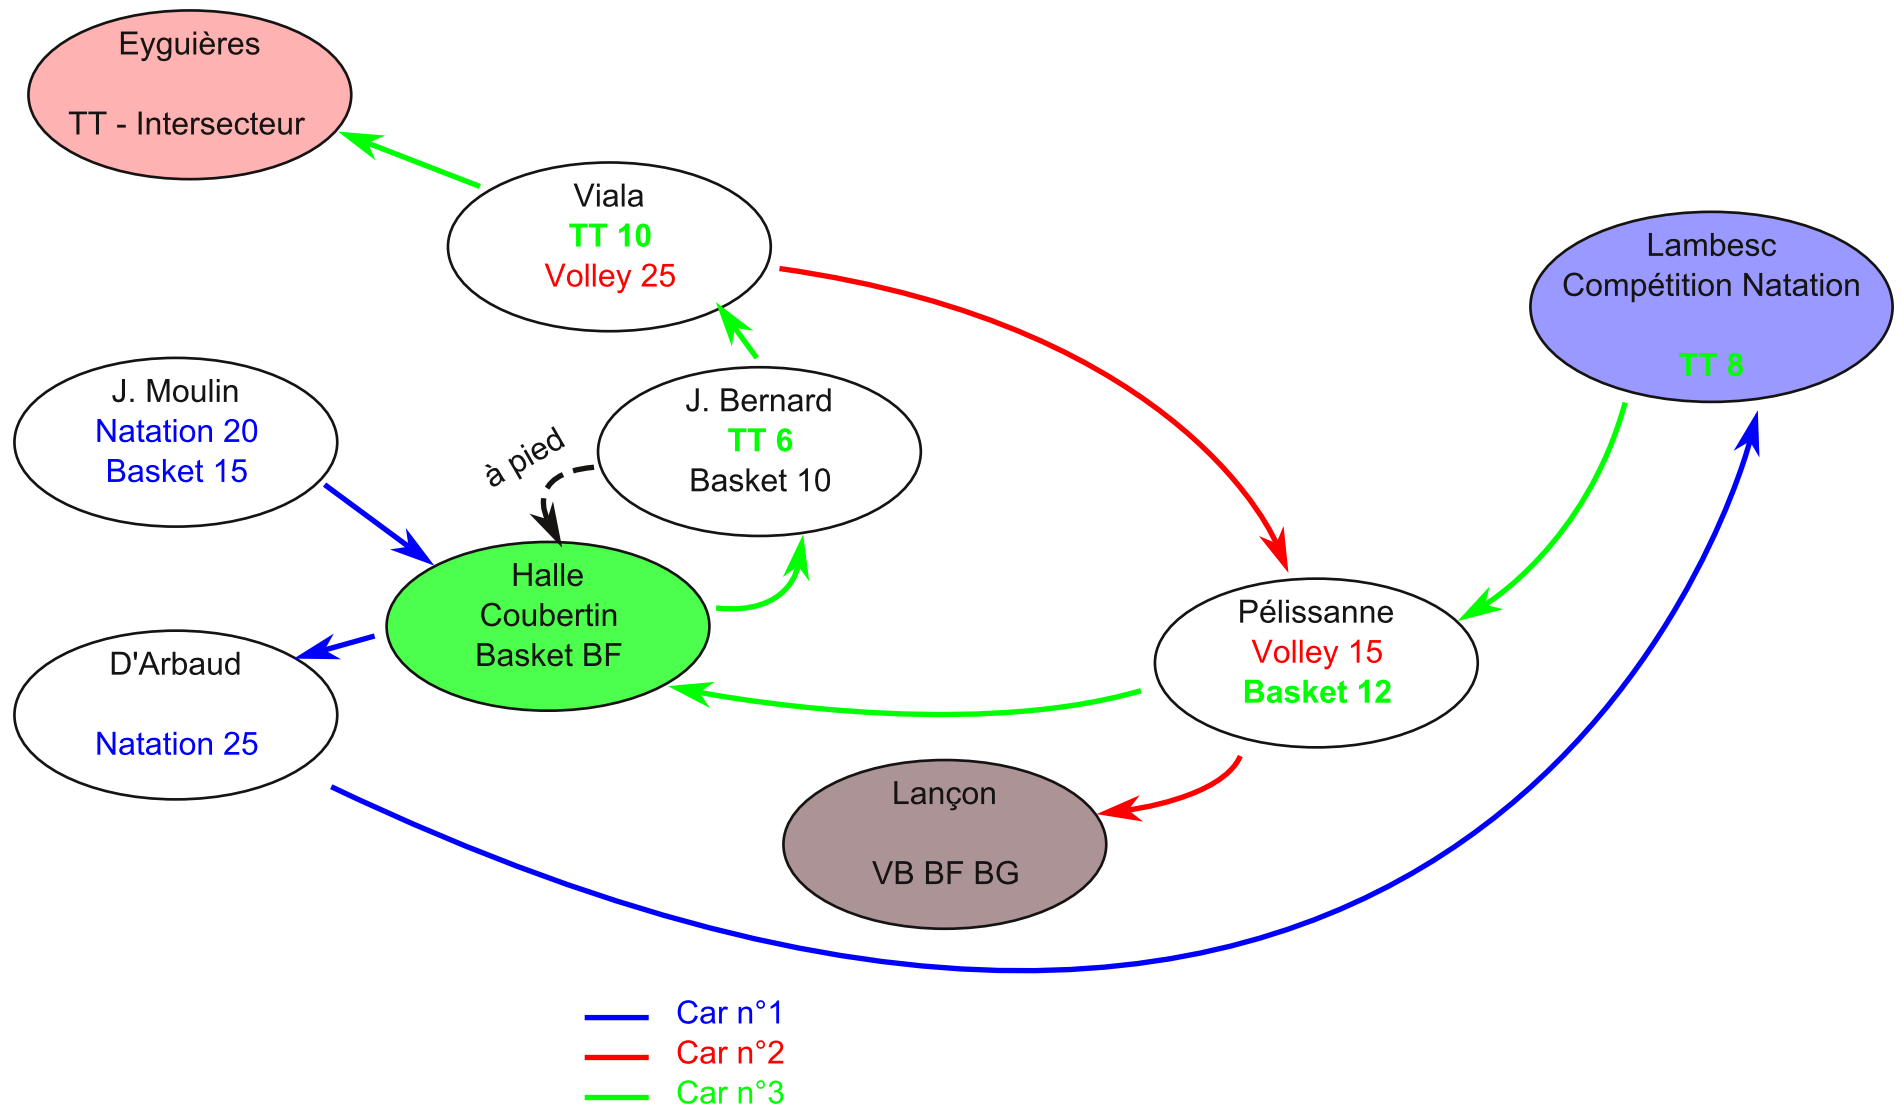 Eyguières
TT - Intersecteur
Viala
TT 10
Volley 25
Lambesc
Compétition Natation
TT 8
J. Moulin
Natation 20
Basket 15
J. Bernard
TT 6
Basket 10
à pied
Halle
Coubertin
Basket BF
Pélissanne
Volley 15
Basket 12
D'Arbaud
Natation 25
Lançon
VB BF BG
Car n°1
Car n°2
Car n°3